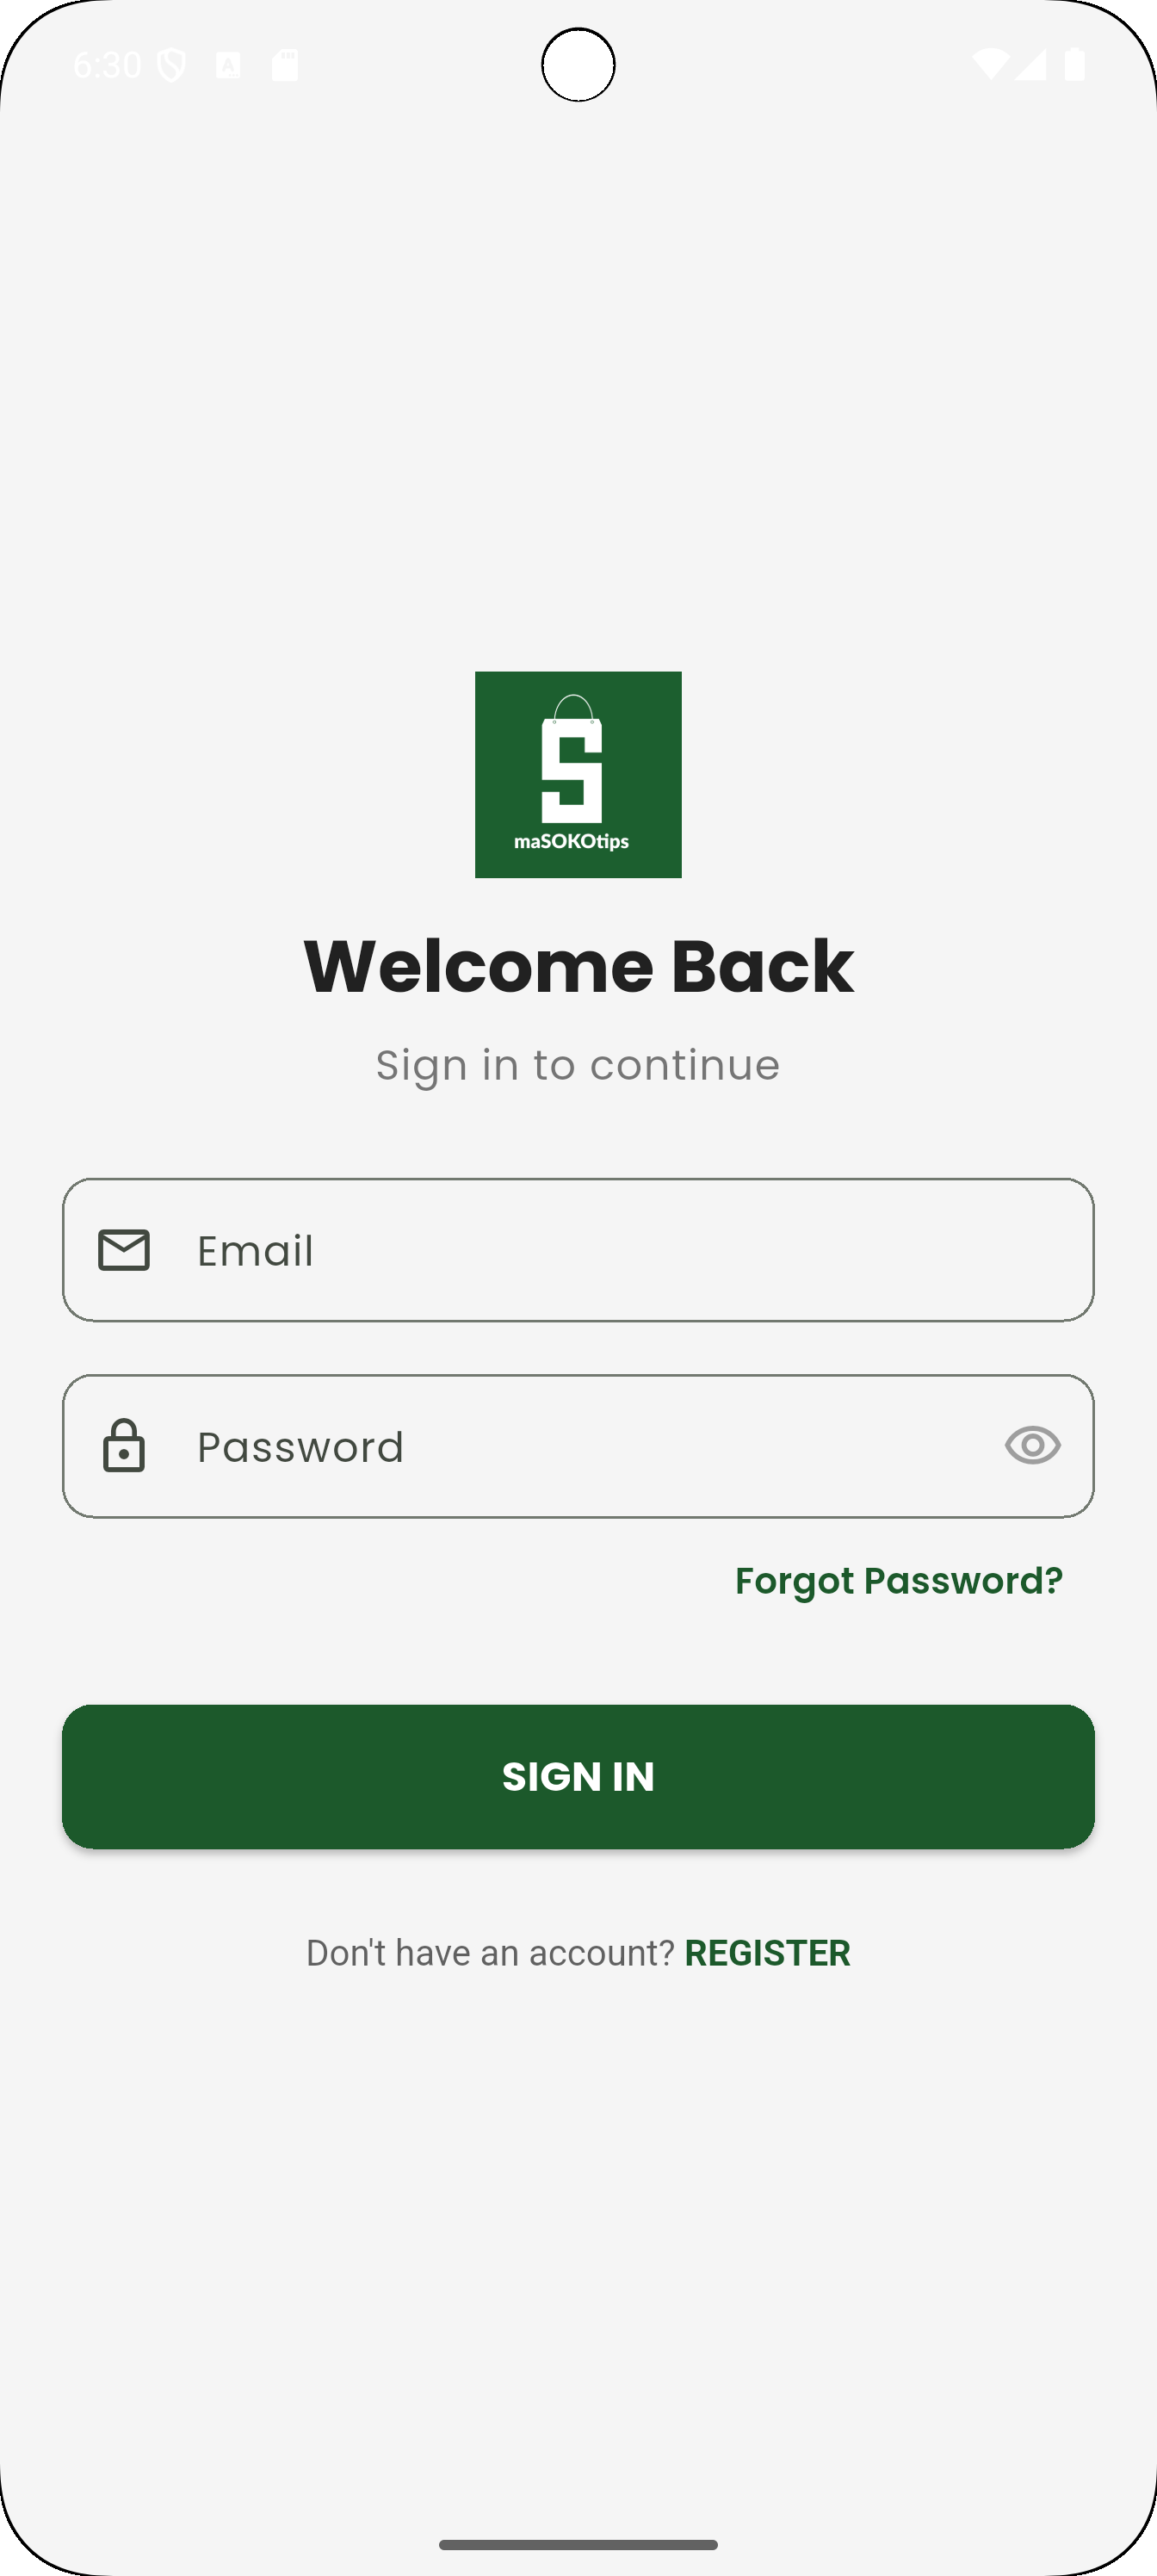 6:30
maSOKOtips
Welcome Back
Sign in to continue
Email
Password
Forgot Password?
SIGN IN
Don't have an account? REGISTER